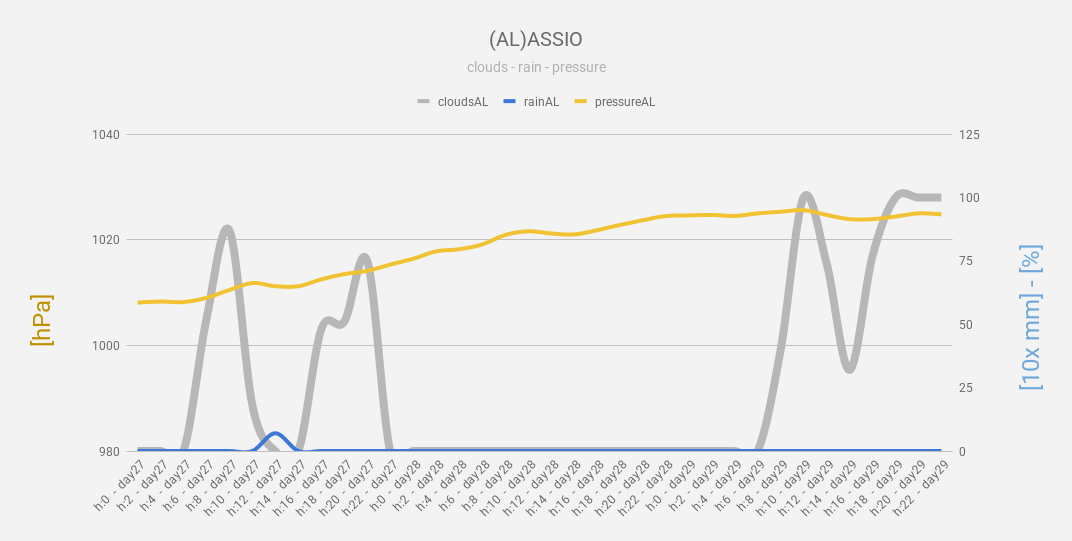 (AL)ASSIO
clouds - rain - pressure
cloudsAL rainAL pressureAL
1040 125
100
1020
75
50
1000
25
980 0
[hPa]
[10x mm] - [%]
h:0 - day27
h:2 - day27
h:4 - day27
h:6 - day27
h:8 - day27
h:10 - day27
h:12 - day27
h:14 - day27
h:16 - day27
h:18 - day27
h:20 - day27
h:22 - day27
h:0 - day28
h:2 - day28
h:4 - day28
h:6 - day28
h:8 - day28
h:10 - day28
h:12 - day28
h:14 - day28
h:16 - day28
h:18 - day28
h:20 - day28
h:22 - day28
h:0 - day29
h:2 - day29
h:4 - day29
h:6 - day29
h:8 - day29
h:10 - day29
h:12 - day29
h:14 - day29
h:16 - day29
h:18 - day29
h:20 - day29
h:22 - day29